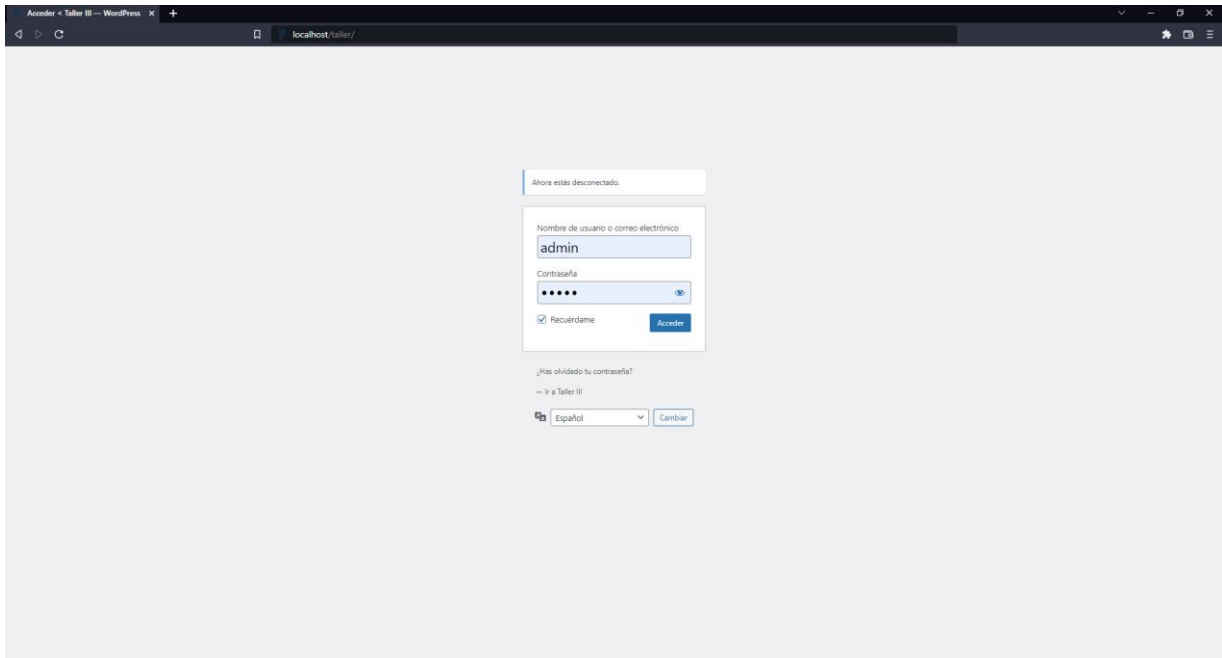 Acceder < Taller III — WordPress
localhost/taller/
Ahora estás desconectado.
Nombre de usuario o correo electrónico
admin
Contraseña
•••••
Recuérdame
Acceder
¿Has olvidado tu contraseña?
← Ir a Taller III
Español
Cambiar